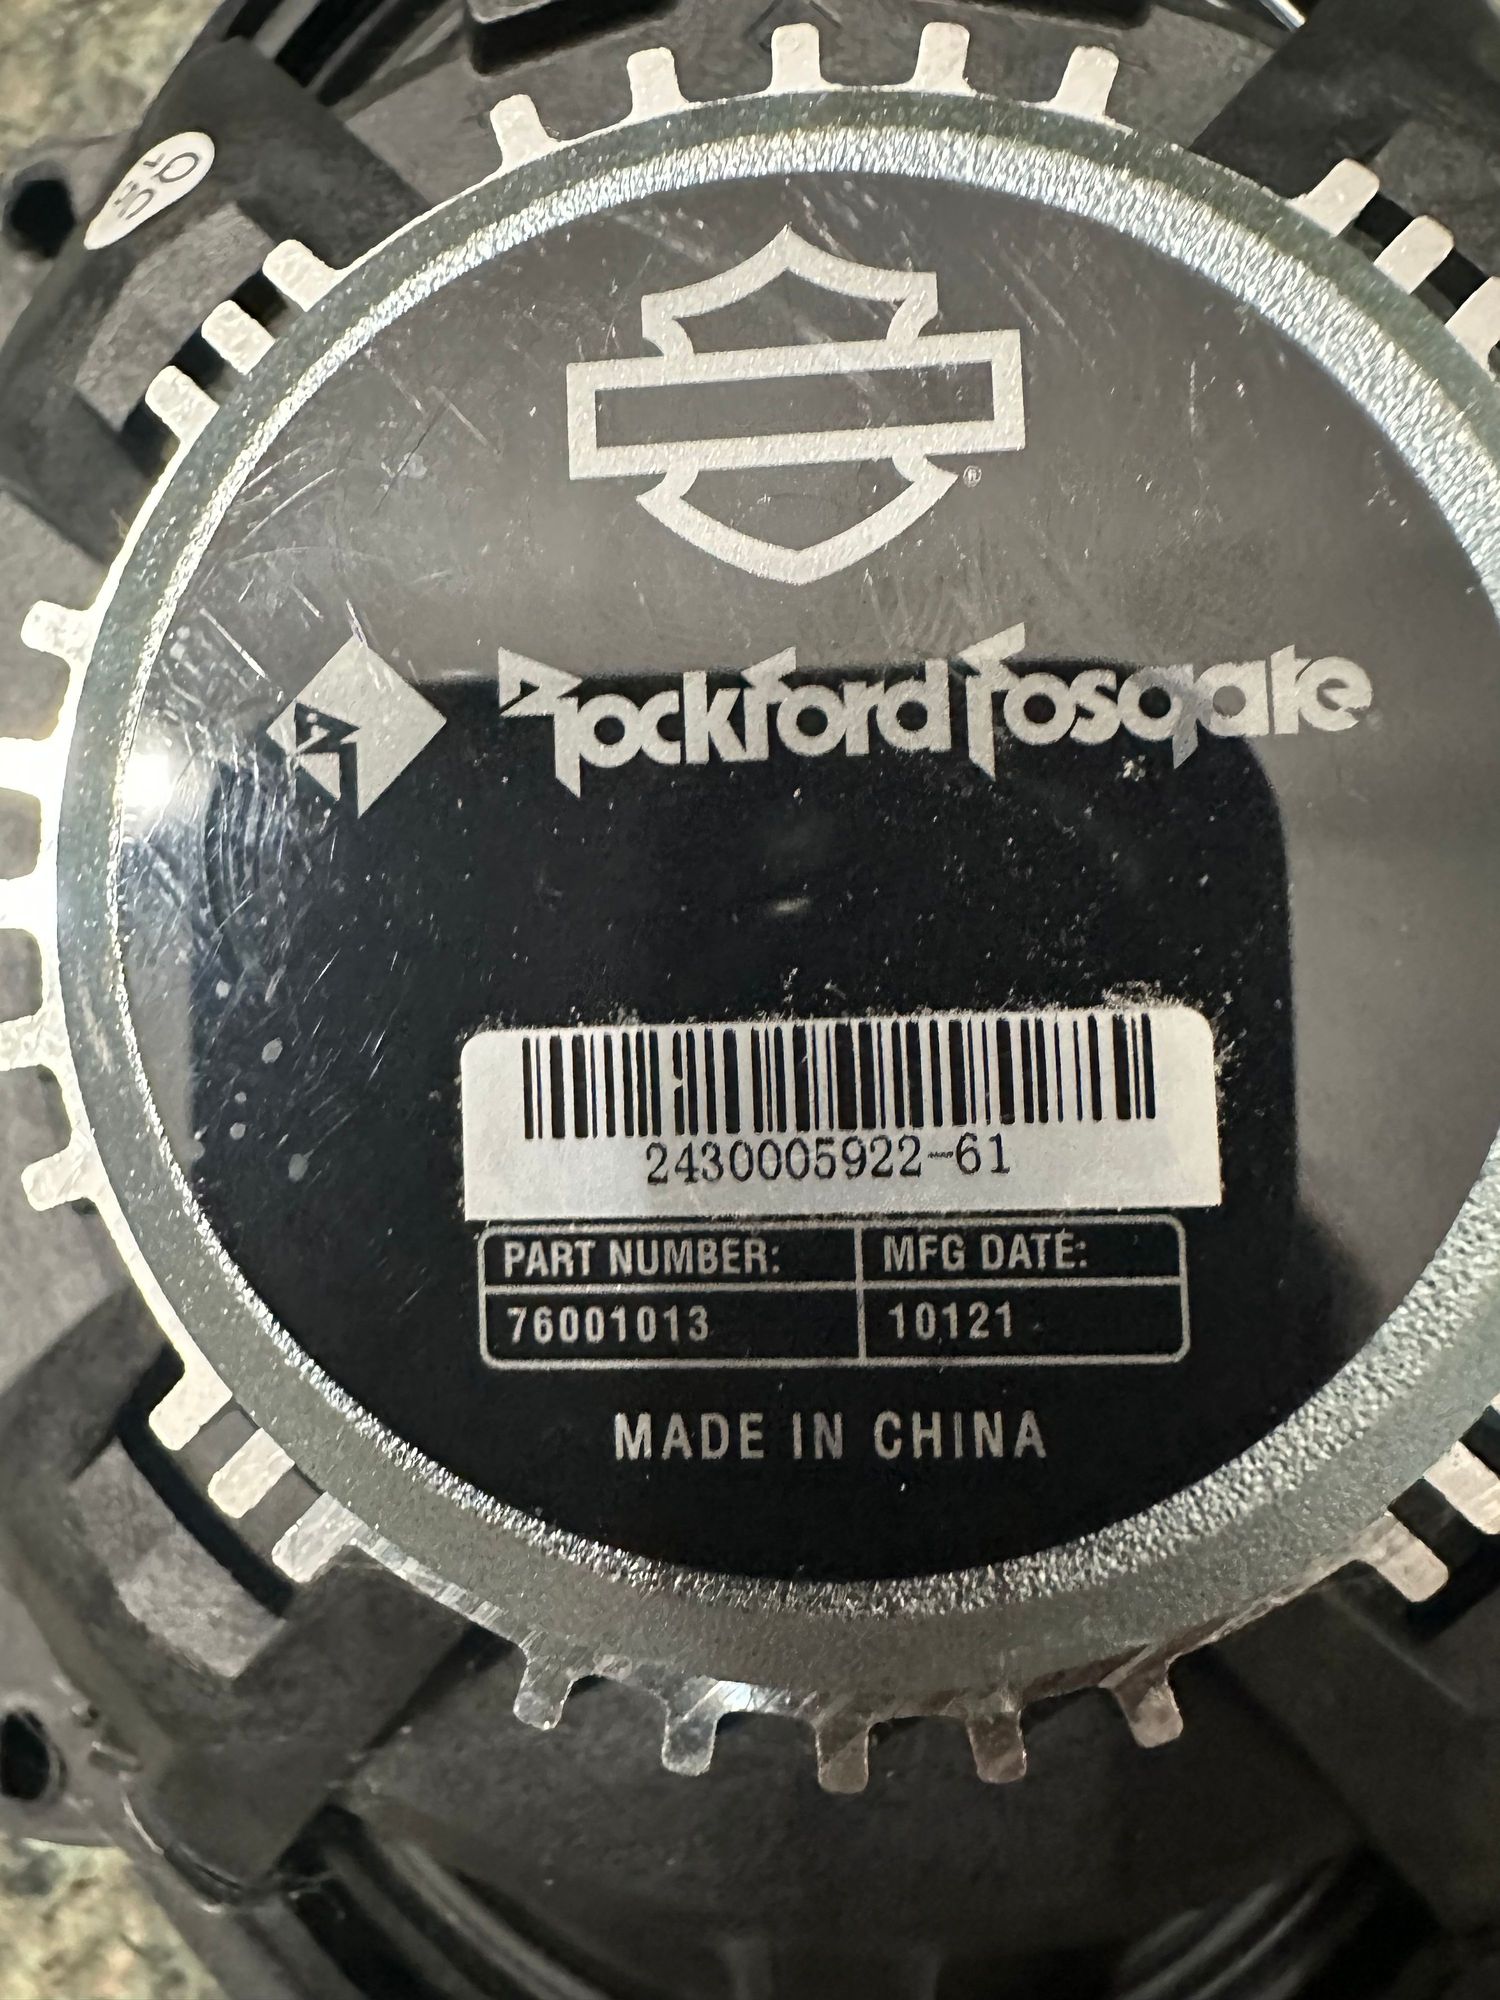 ®
Rockford Fosgate
2430005922-61
PART NUMBER: MFG DATE:
76001013 10121
MADE IN CHINA